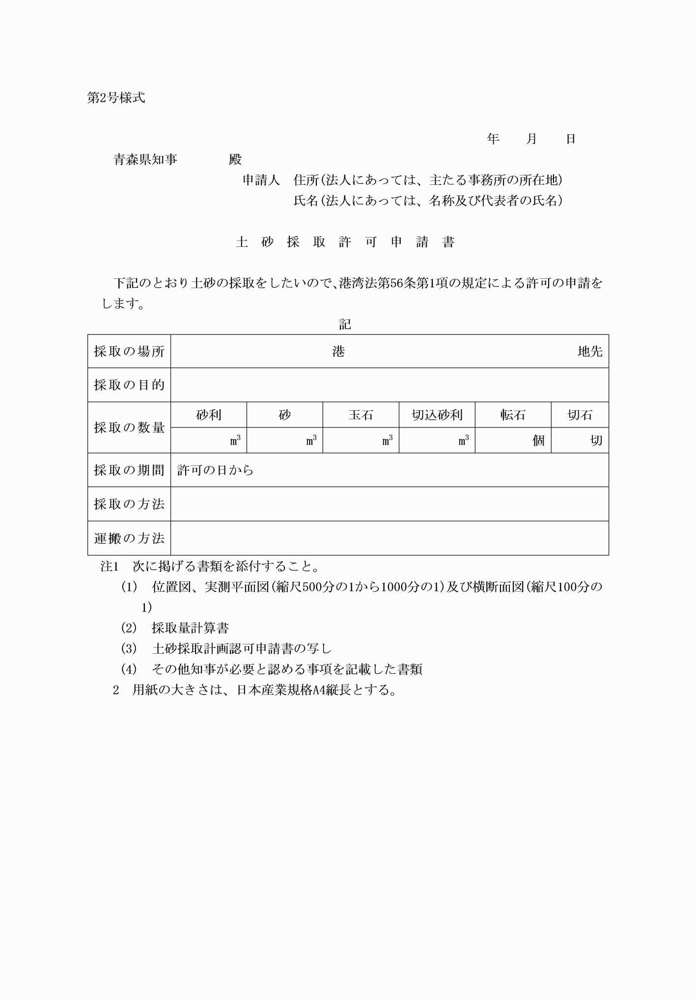 第2号様式
年　　月　　日
青森県知事　　　　殿
申請人　住所(法人にあっては、主たる事務所の所在地)
氏名(法人にあっては、名称及び代表者の氏名)
土　砂　採　取　許　可　申　請　書
下記のとおり土砂の採取をしたいので、港湾法第56条第1項の規定による許可の申請を
します。
記
採取の場所　港　地先
採取の目的
採取の数量　砂利　砂　玉石　切込砂利　転石　切石
m³　m³　m³　m³　個　切
採取の期間　許可の日から
採取の方法
運搬の方法
注1　次に掲げる書類を添付すること。
(1)　位置図、実測平面図(縮尺500分の1から1000分の1)及び横断面図(縮尺100分の
1)
(2)　採取量計算書
(3)　土砂採取計画認可申請書の写し
(4)　その他知事が必要と認める事項を記載した書類
2　用紙の大きさは、日本産業規格A4縦長とする。